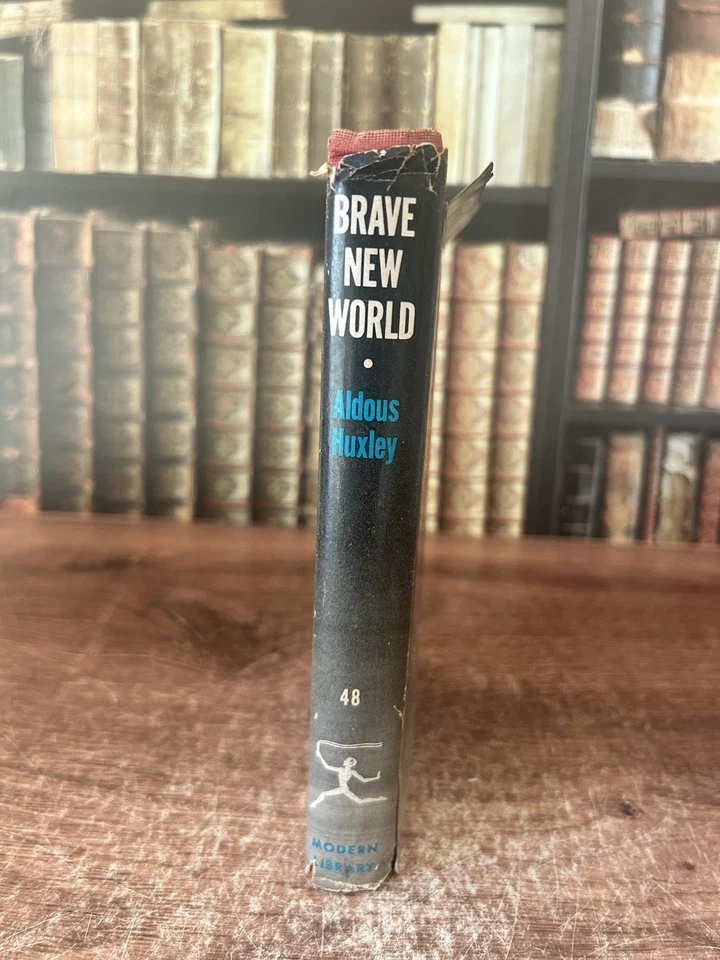 BRAVE
NEW
WORLD
•
Aldous
Huxley
48
MODERN
LIBRARY